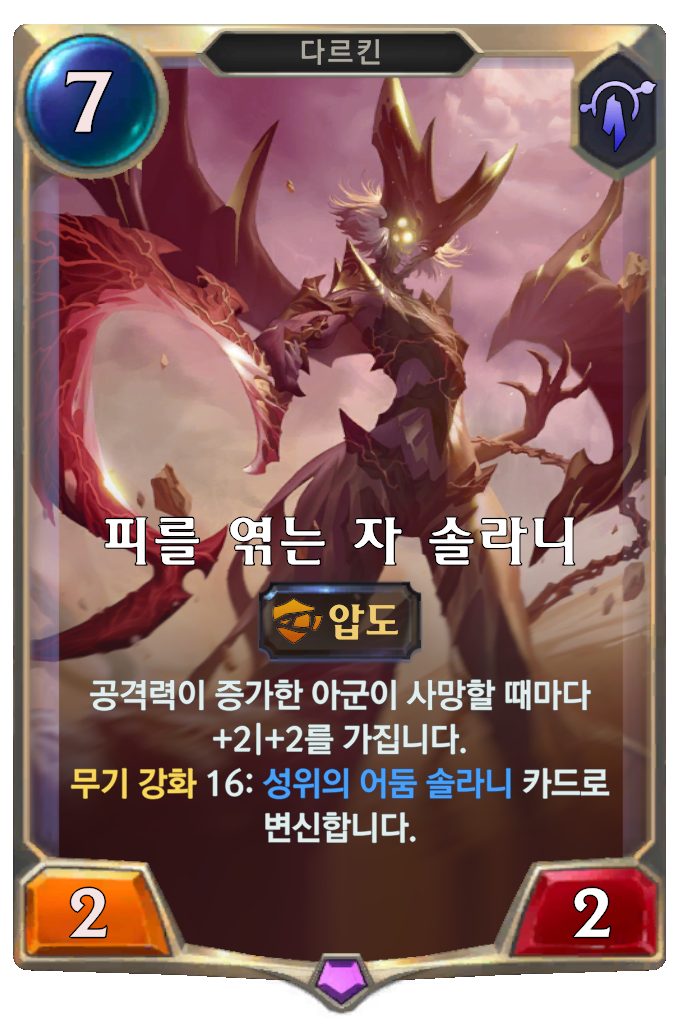 다르킨
7
피를 엮는 자 솔라니
압도
공격력이 증가한 아군이 사망할 때마다
+2|+2를 가집니다.
무기 강화 16: 성위의 어둠 솔라니 카드로
변신합니다.
2
2